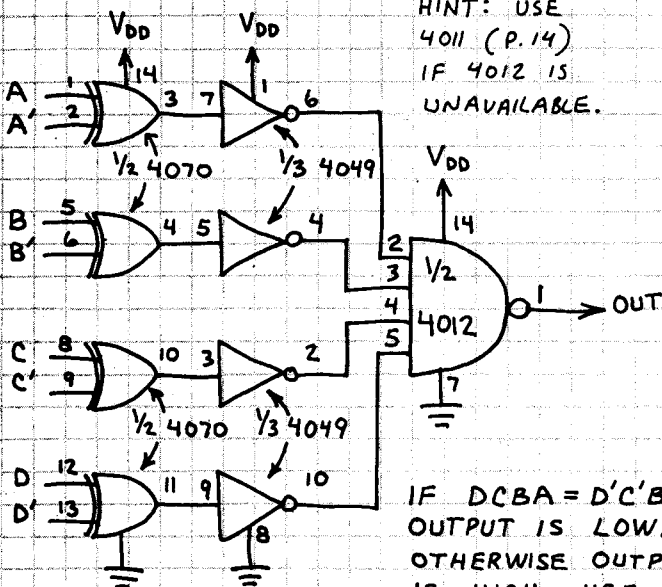 HINT: USE
4011 (P.14)
IF 4012 IS
UNAVAILABLE.
VDD VDD
14 1
A 1 3 7 6
A' 2
1/2 4070 1/3 4049
VDD
14
B 5 4 5 4
B' 6
2
3 1/2
4 4012 1 OUT
5
7
C 8 10 3 2
C' 9
1/2 4070 1/3 4049
D 12 11 9 10
D' 13
8
IF DCBA = D'C'B
OUTPUT IS LOW.
OTHERWISE OUTP